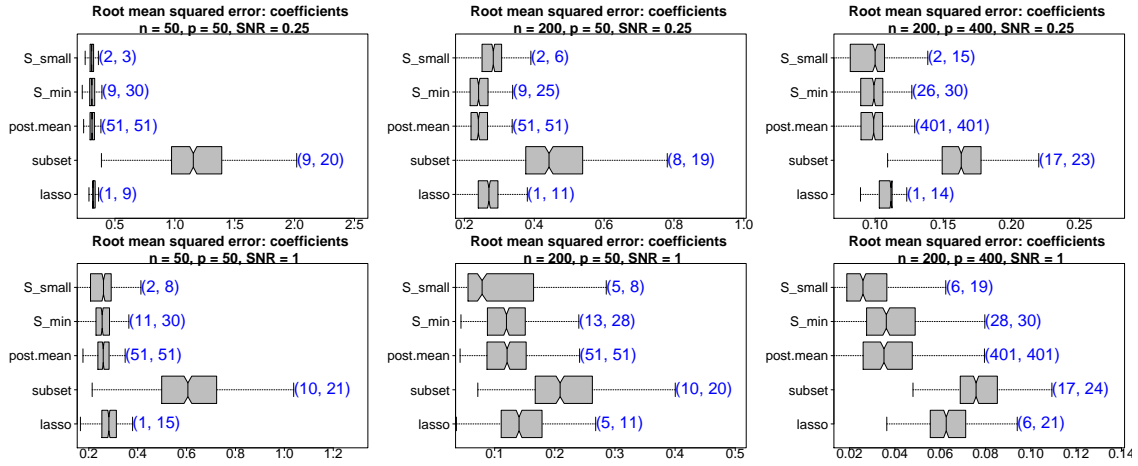 Root mean squared error: coefficients
n = 50, p = 50, SNR = 0.25
S_small
(2, 3)
S_min
(9, 30)
post.mean
(51, 51)
subset
(9, 20)
lasso
(1, 9)
0.5 1.0 1.5 2.0 2.5
Root mean squared error: coefficients
n = 200, p = 50, SNR = 0.25
S_small
(2, 6)
S_min
(9, 25)
post.mean
(51, 51)
subset
(8, 19)
lasso
(1, 11)
0.2 0.4 0.6 0.8 1.0
Root mean squared error: coefficients
n = 200, p = 400, SNR = 0.25
S_small
(2, 15)
S_min
(26, 30)
post.mean
(401, 401)
subset
(17, 23)
lasso
(1, 14)
0.10 0.15 0.20 0.25
Root mean squared error: coefficients
n = 50, p = 50, SNR = 1
S_small
(2, 8)
S_min
(11, 30)
post.mean
(51, 51)
subset
(10, 21)
lasso
(1, 15)
0.2 0.4 0.6 0.8 1.0 1.2
Root mean squared error: coefficients
n = 200, p = 50, SNR = 1
S_small
(5, 8)
S_min
(13, 28)
post.mean
(51, 51)
subset
(10, 20)
lasso
(5, 11)
0.1 0.2 0.3 0.4 0.5
Root mean squared error: coefficients
n = 200, p = 400, SNR = 1
S_small
(6, 19)
S_min
(28, 30)
post.mean
(401, 401)
subset
(17, 24)
lasso
(6, 21)
0.02 0.04 0.06 0.08 0.10 0.12 0.14